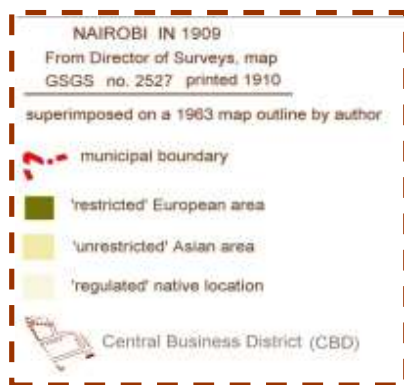 NAIROBI IN 1909
From Director of Surveys, map
GSGS no. 2527 printed 1910
superimposed on a 1963 map outline by author
municipal boundary
'restricted' European area
'unrestricted' Asian area
'regulated' native location
Central Business District (CBD)